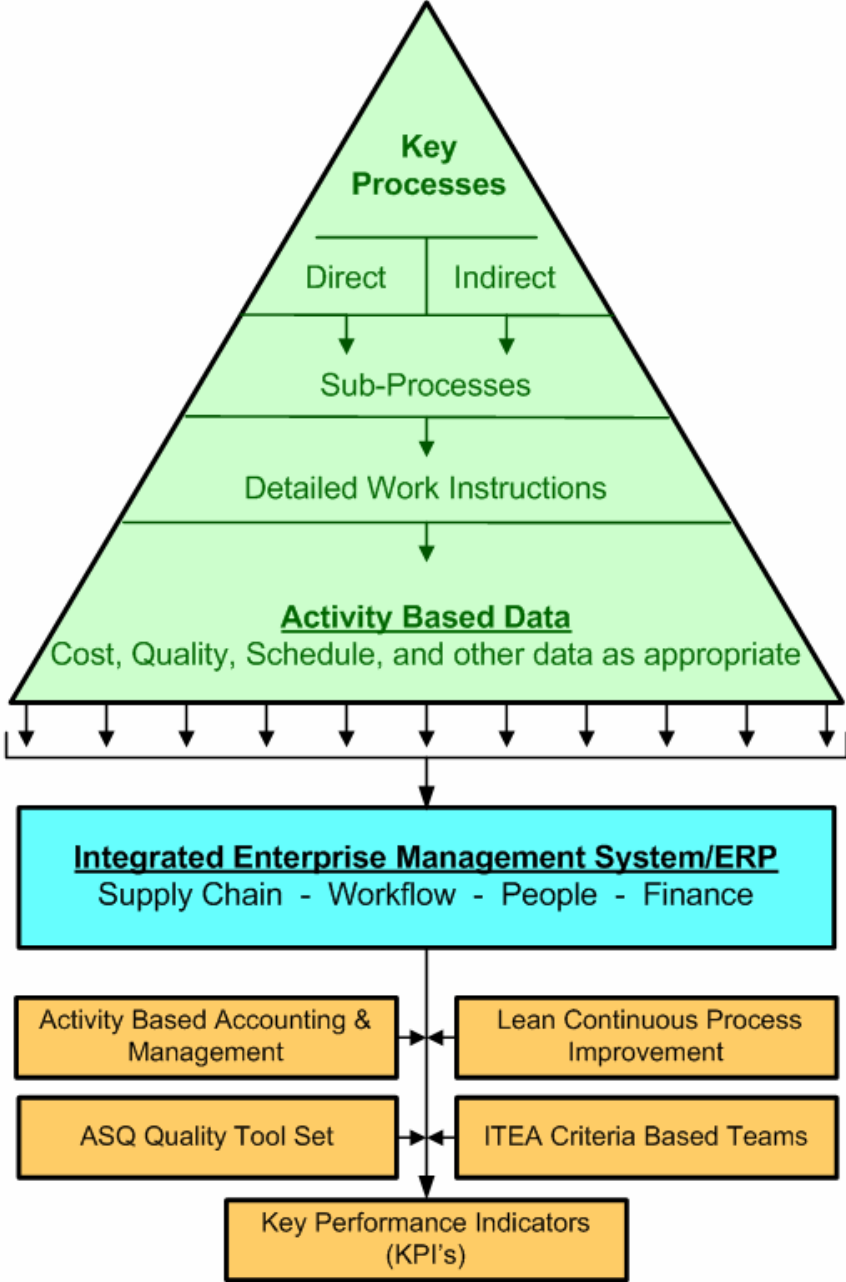 Key
Processes
Direct Indirect
Sub-Processes
Detailed Work Instructions
Activity Based Data
Cost, Quality, Schedule, and other data as appropriate
Integrated Enterprise Management System/ERP
Supply Chain - Workflow - People - Finance
Activity Based Accounting &
Management
Lean Continuous Process
Improvement
ASQ Quality Tool Set
ITEA Criteria Based Teams
Key Performance Indicators
(KPI's)